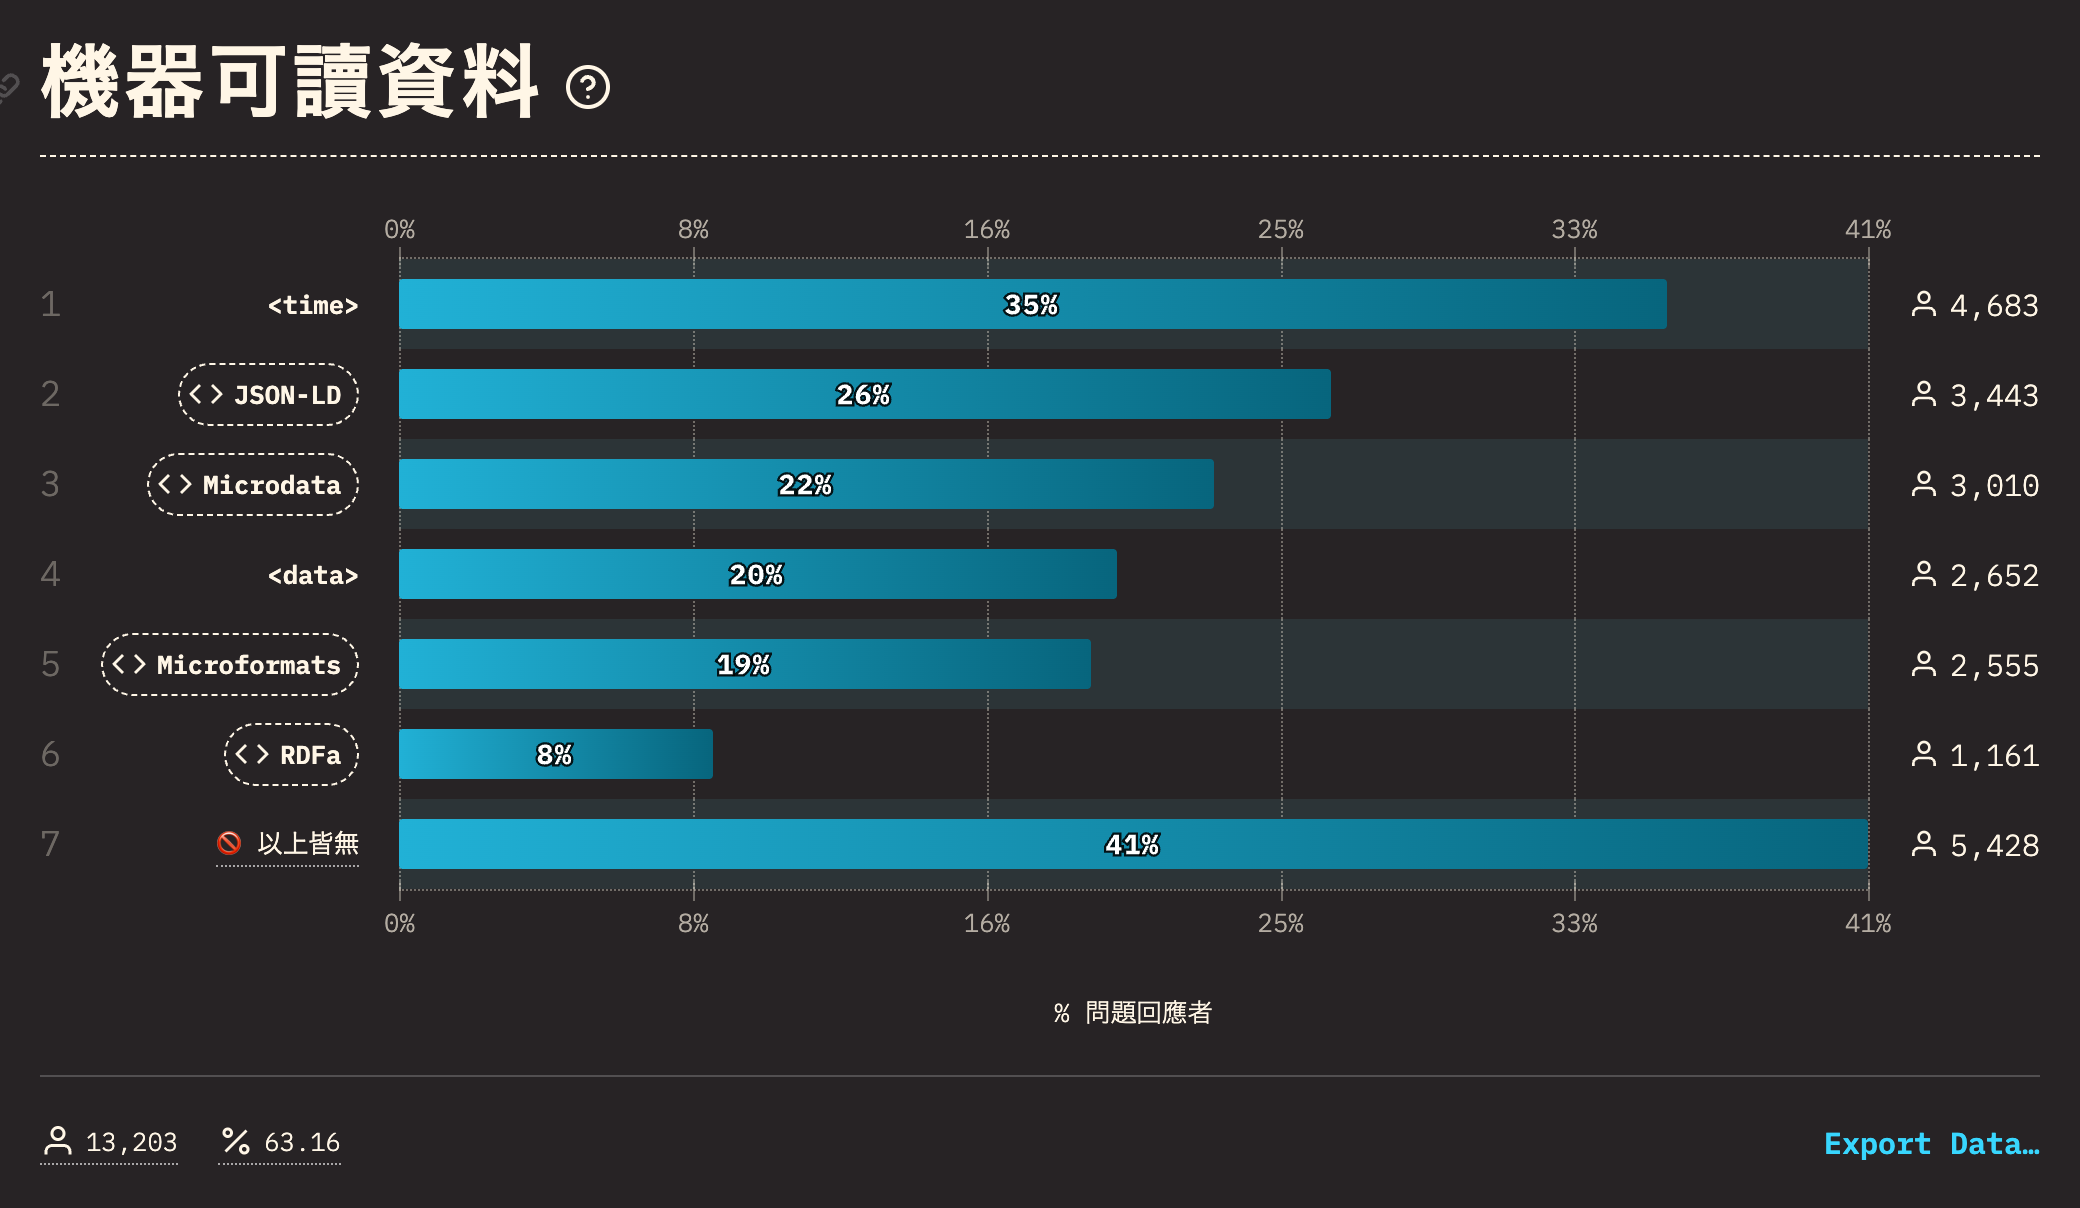 機器可讀資料
0% 8% 16% 25% 33% 41%
1 <time> 35% 4,683
2 <> JSON-LD 26% 3,443
3 <> Microdata 22% 3,010
4 <data> 20% 2,652
5 <> Microformats 19% 2,555
6 <> RDFa 8% 1,161
7 🚫 以上皆無 41% 5,428
0% 8% 16% 25% 33% 41%
% 問題回應者
13,203 % 63.16 Export Data…